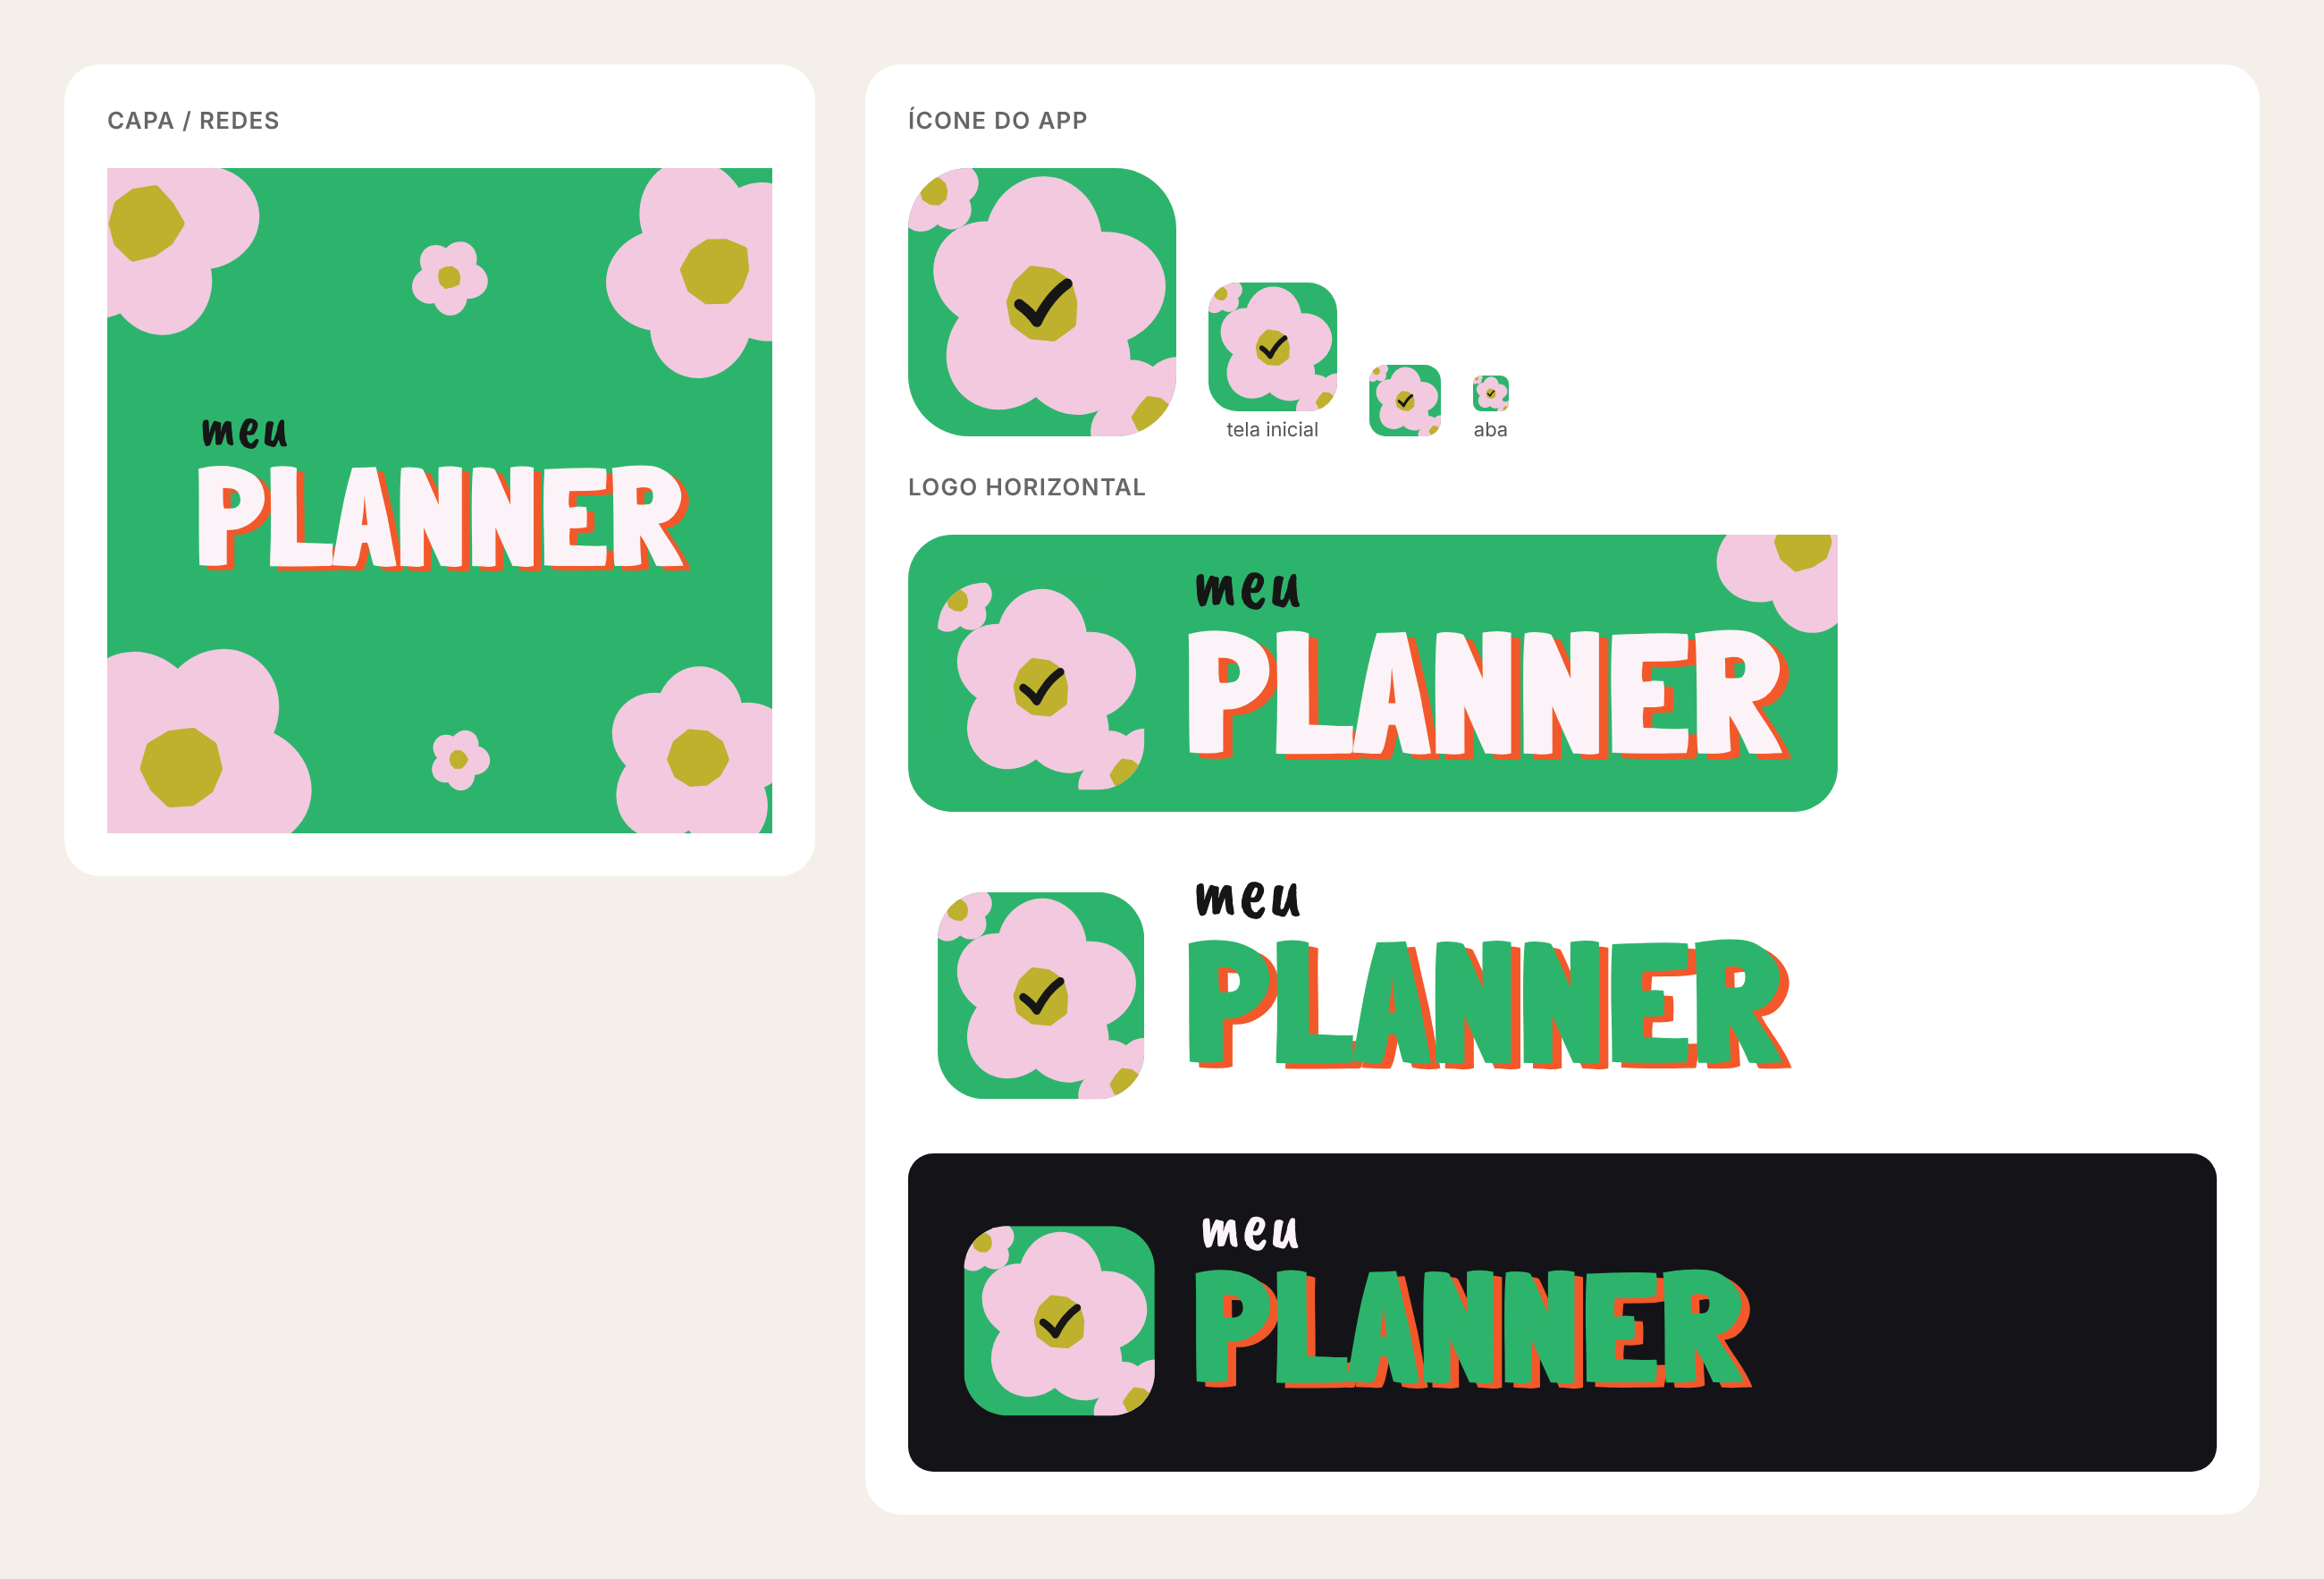 CAPA / REDES
meu
PLANNER
ÍCONE DO APP
tela inicial
aba
LOGO HORIZONTAL
meu
PLANNER
meu
PLANNER
meu
PLANNER